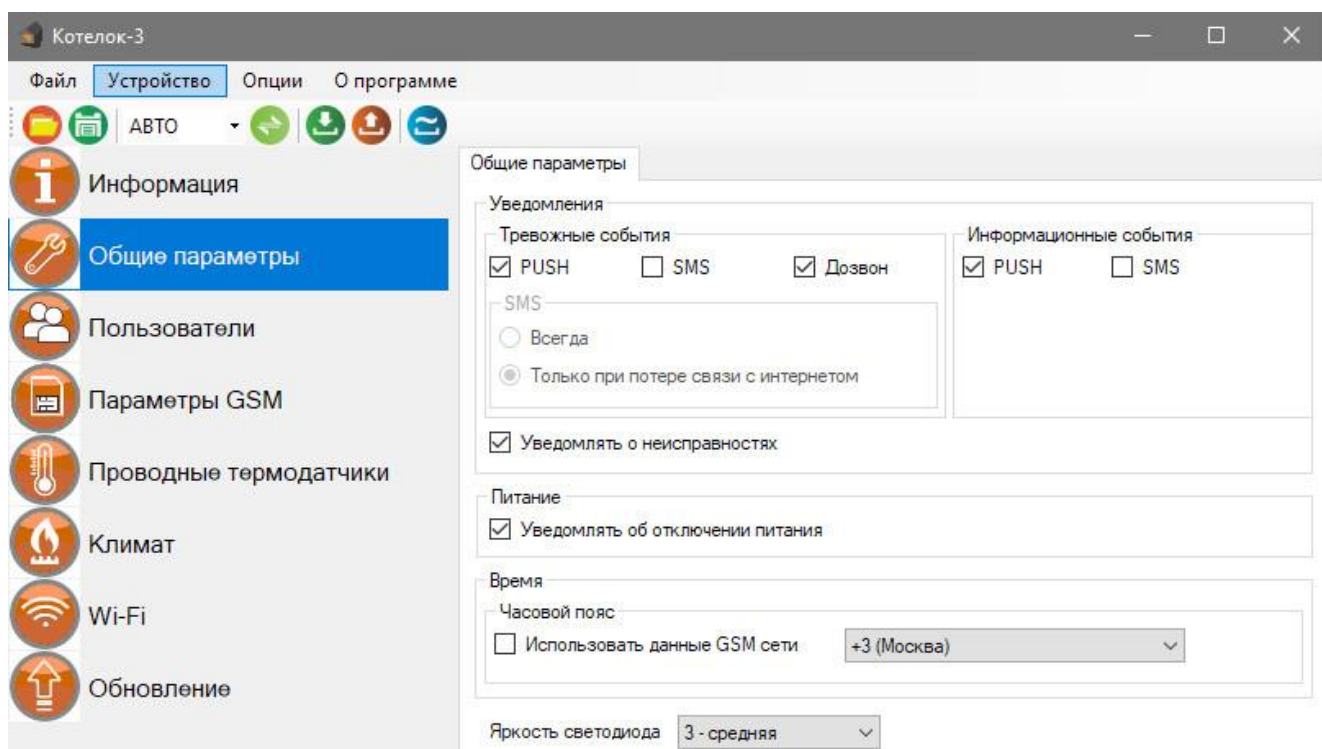 Котелок-3
Файл Устройство Опции О программе
АВТО
Информация
Общие параметры
Пользователи
Параметры GSM
Проводные термодатчики
Климат
Wi-Fi
Обновление
Общие параметры
Уведомления
Тревожные события
PUSH SMS Дозвон
SMS
Всегда
Только при потере связи с интернетом
Информационные события
PUSH SMS
Уведомлять о неисправностях
Питание
Уведомлять об отключении питания
Время
Часовой пояс
Использовать данные GSM сети +3 (Москва)
Яркость светодиода 3 - средняя